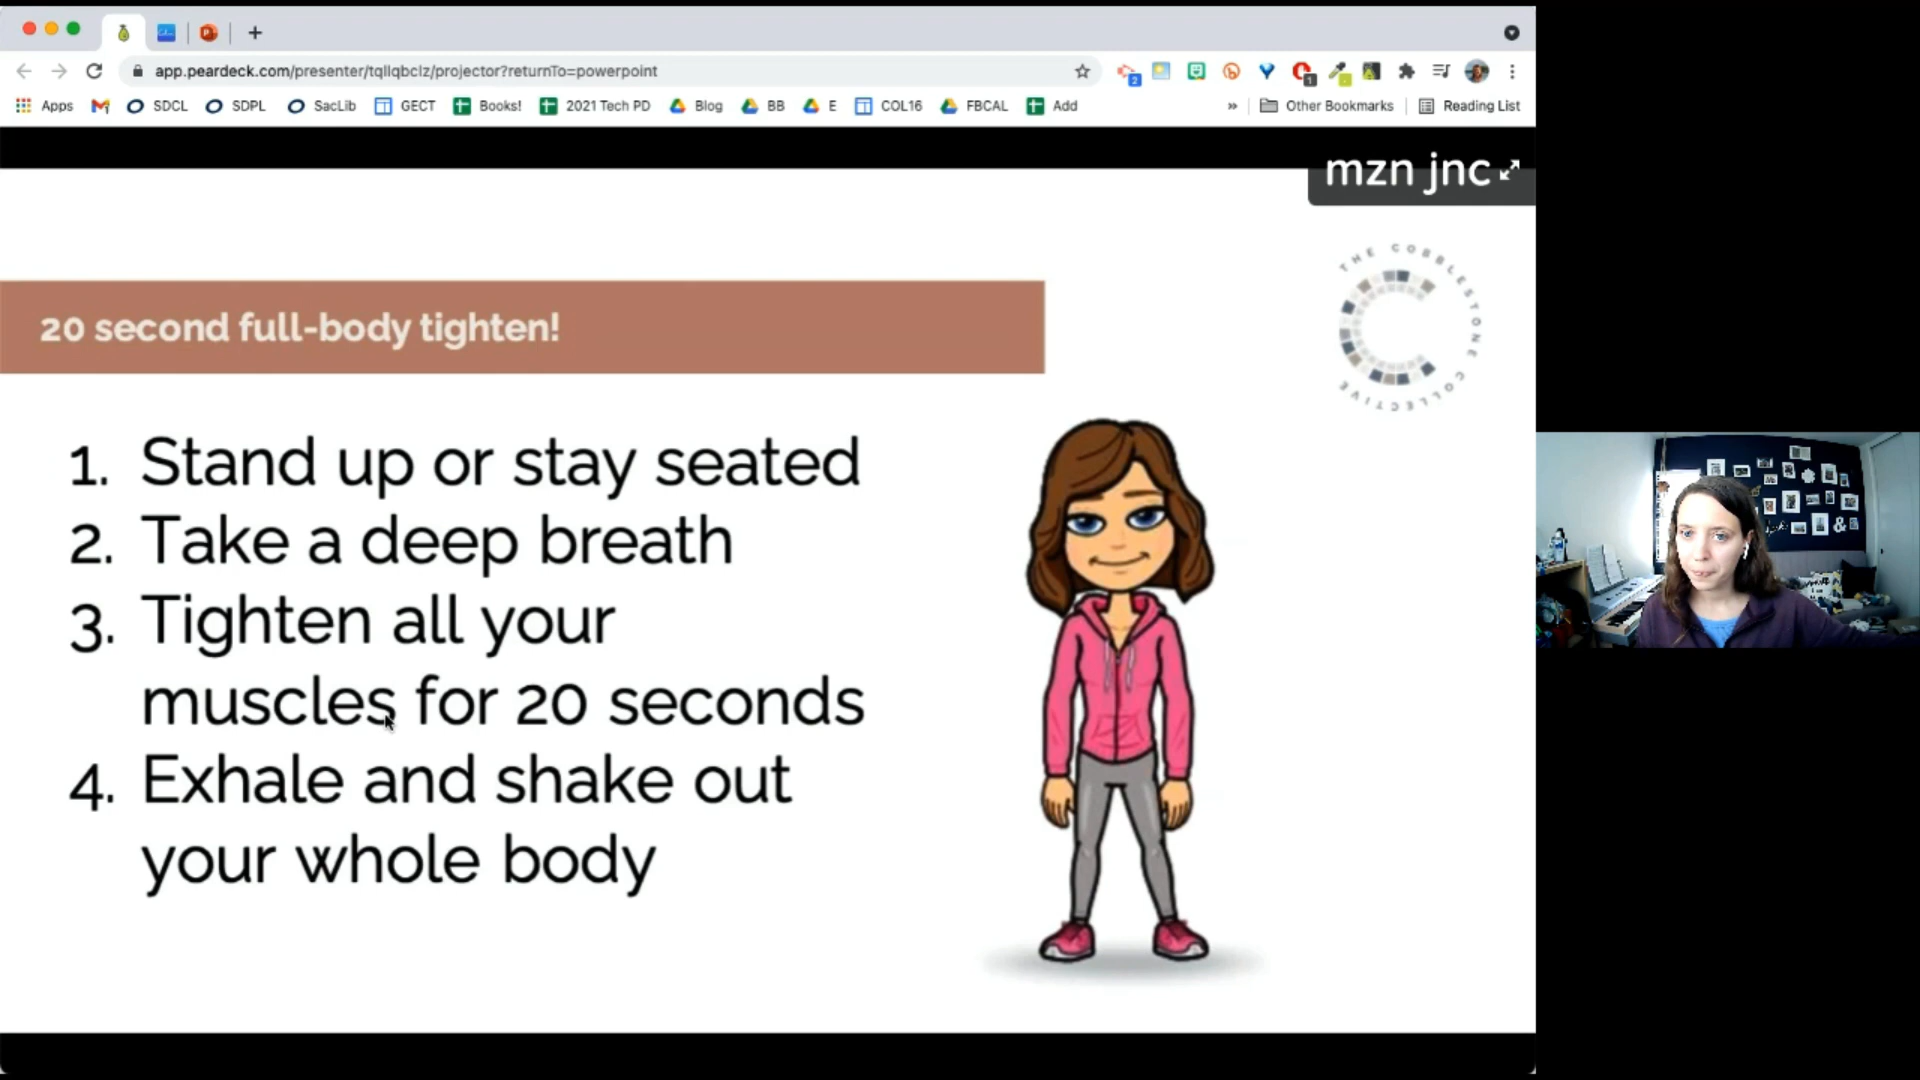 app.peardeck.com/presenter/tqllqbclz/projector?returnTo=powerpoint
Apps SDCL SDPL SacLib GECT Books! 2021 Tech PD Blog BB E COL16 FBCAL Add » Other Bookmarks Reading List
mzn jnc
THE COBBLESTONE COLLECTIVE
20 second full-body tighten!
1. Stand up or stay seated
2. Take a deep breath
3. Tighten all your
muscles for 20 seconds
4. Exhale and shake out
your whole body
&